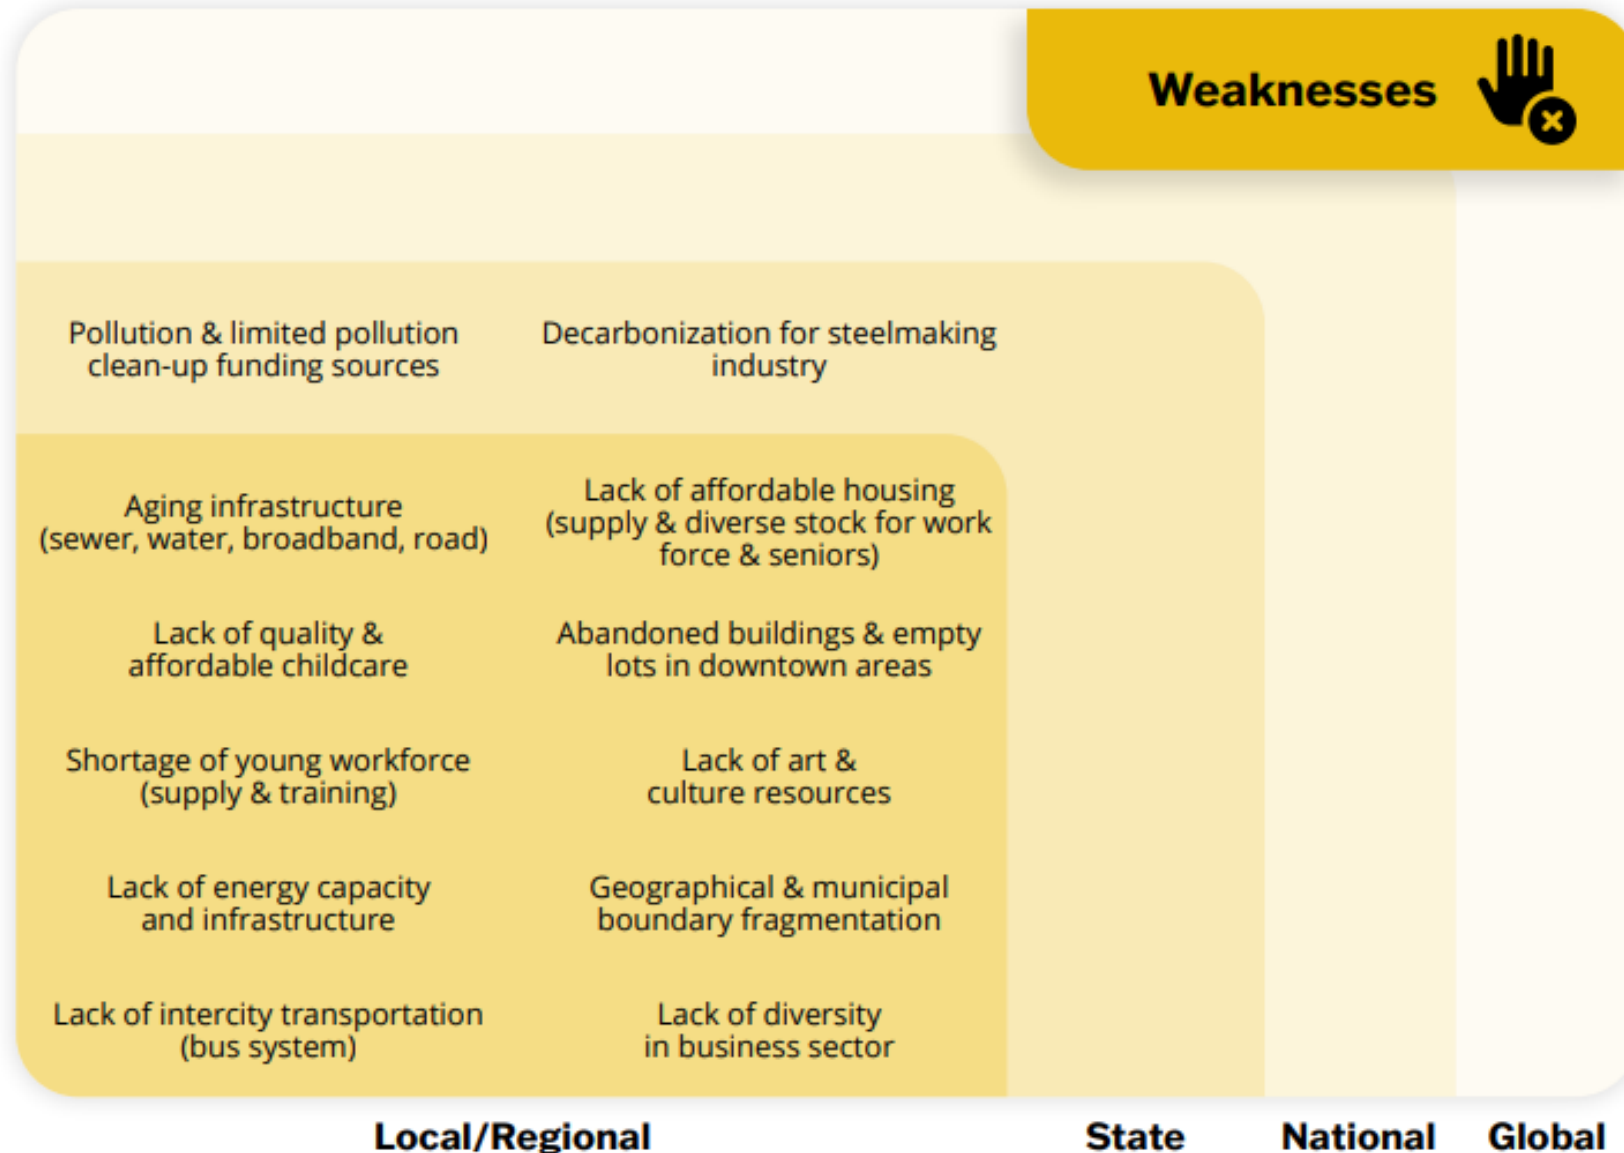 Weaknesses
Pollution & limited pollution
clean-up funding sources
Decarbonization for steelmaking
industry
Aging infrastructure
(sewer, water, broadband, road)
Lack of affordable housing
(supply & diverse stock for work
force & seniors)
Lack of quality &
affordable childcare
Abandoned buildings & empty
lots in downtown areas
Shortage of young workforce
(supply & training)
Lack of art &
culture resources
Lack of energy capacity
and infrastructure
Geographical & municipal
boundary fragmentation
Lack of intercity transportation
(bus system)
Lack of diversity
in business sector
Local/Regional
State
National
Global